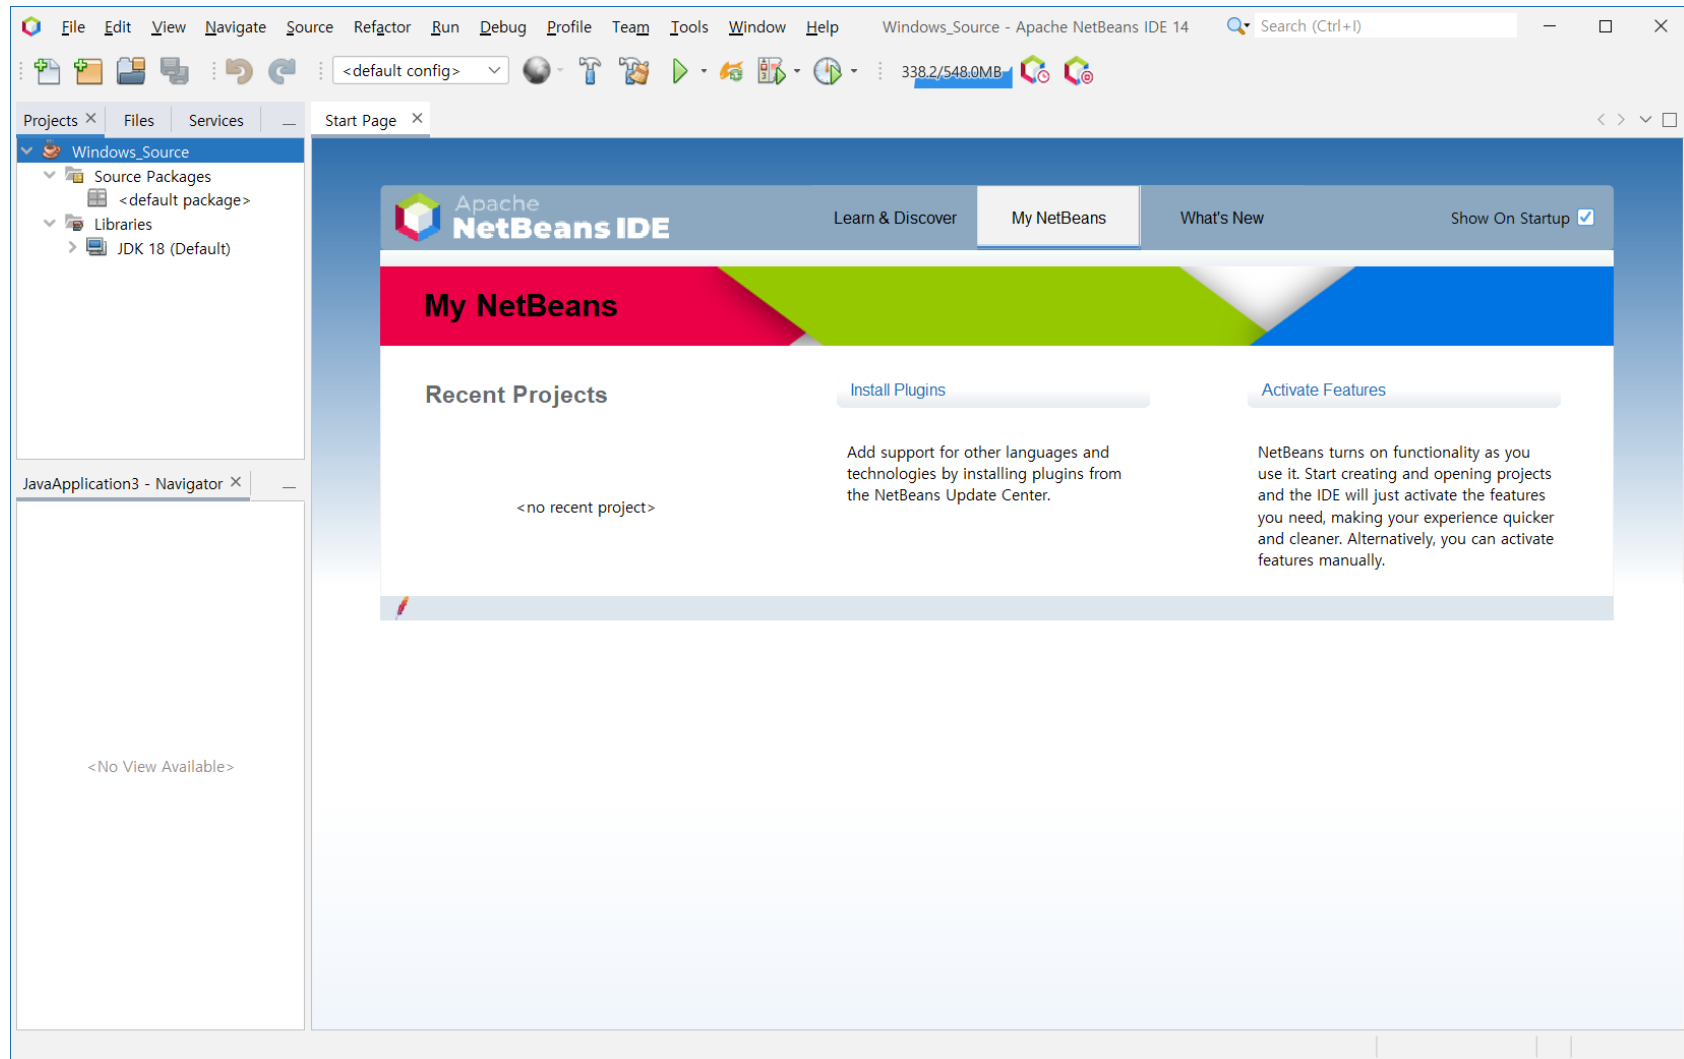 File Edit View Navigate Source Refactor Run Debug Profile Team Tools Window Help Windows_Source - Apache NetBeans IDE 14 Search (Ctrl+I)
<default config> 338.2/548.0MB
Projects Files Services Start Page
Windows_Source
Source Packages
<default package>
Libraries
JDK 18 (Default)
Apache
NetBeans IDE
Learn & Discover My NetBeans What's New Show On Startup
My NetBeans
Recent Projects
<no recent project>
Install Plugins
Add support for other languages and
technologies by installing plugins from
the NetBeans Update Center.
Activate Features
NetBeans turns on functionality as you
use it. Start creating and opening projects
and the IDE will just activate the features
you need, making your experience quicker
and cleaner. Alternatively, you can activate
features manually.
JavaApplication3 - Navigator
<No View Available>